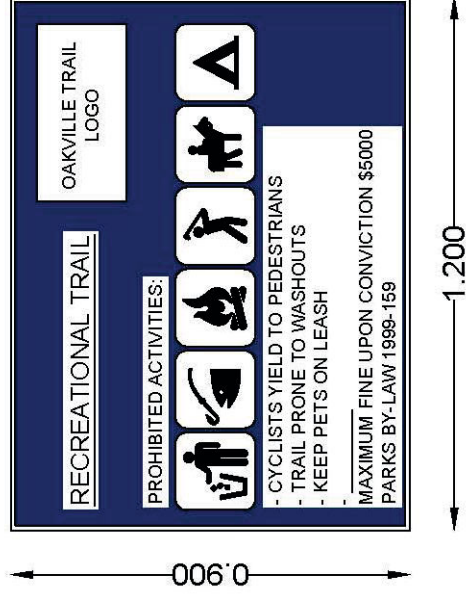 RECREATIONAL TRAIL
OAKVILLE TRAIL
LOGO
PROHIBITED ACTIVITIES:
- CYCLISTS YIELD TO PEDESTRIANS
- TRAIL PRONE TO WASHOUTS
- KEEP PETS ON LEASH
-
MAXIMUM FINE UPON CONVICTION $5000
PARKS BY-LAW 1999-159
0.900
1.200